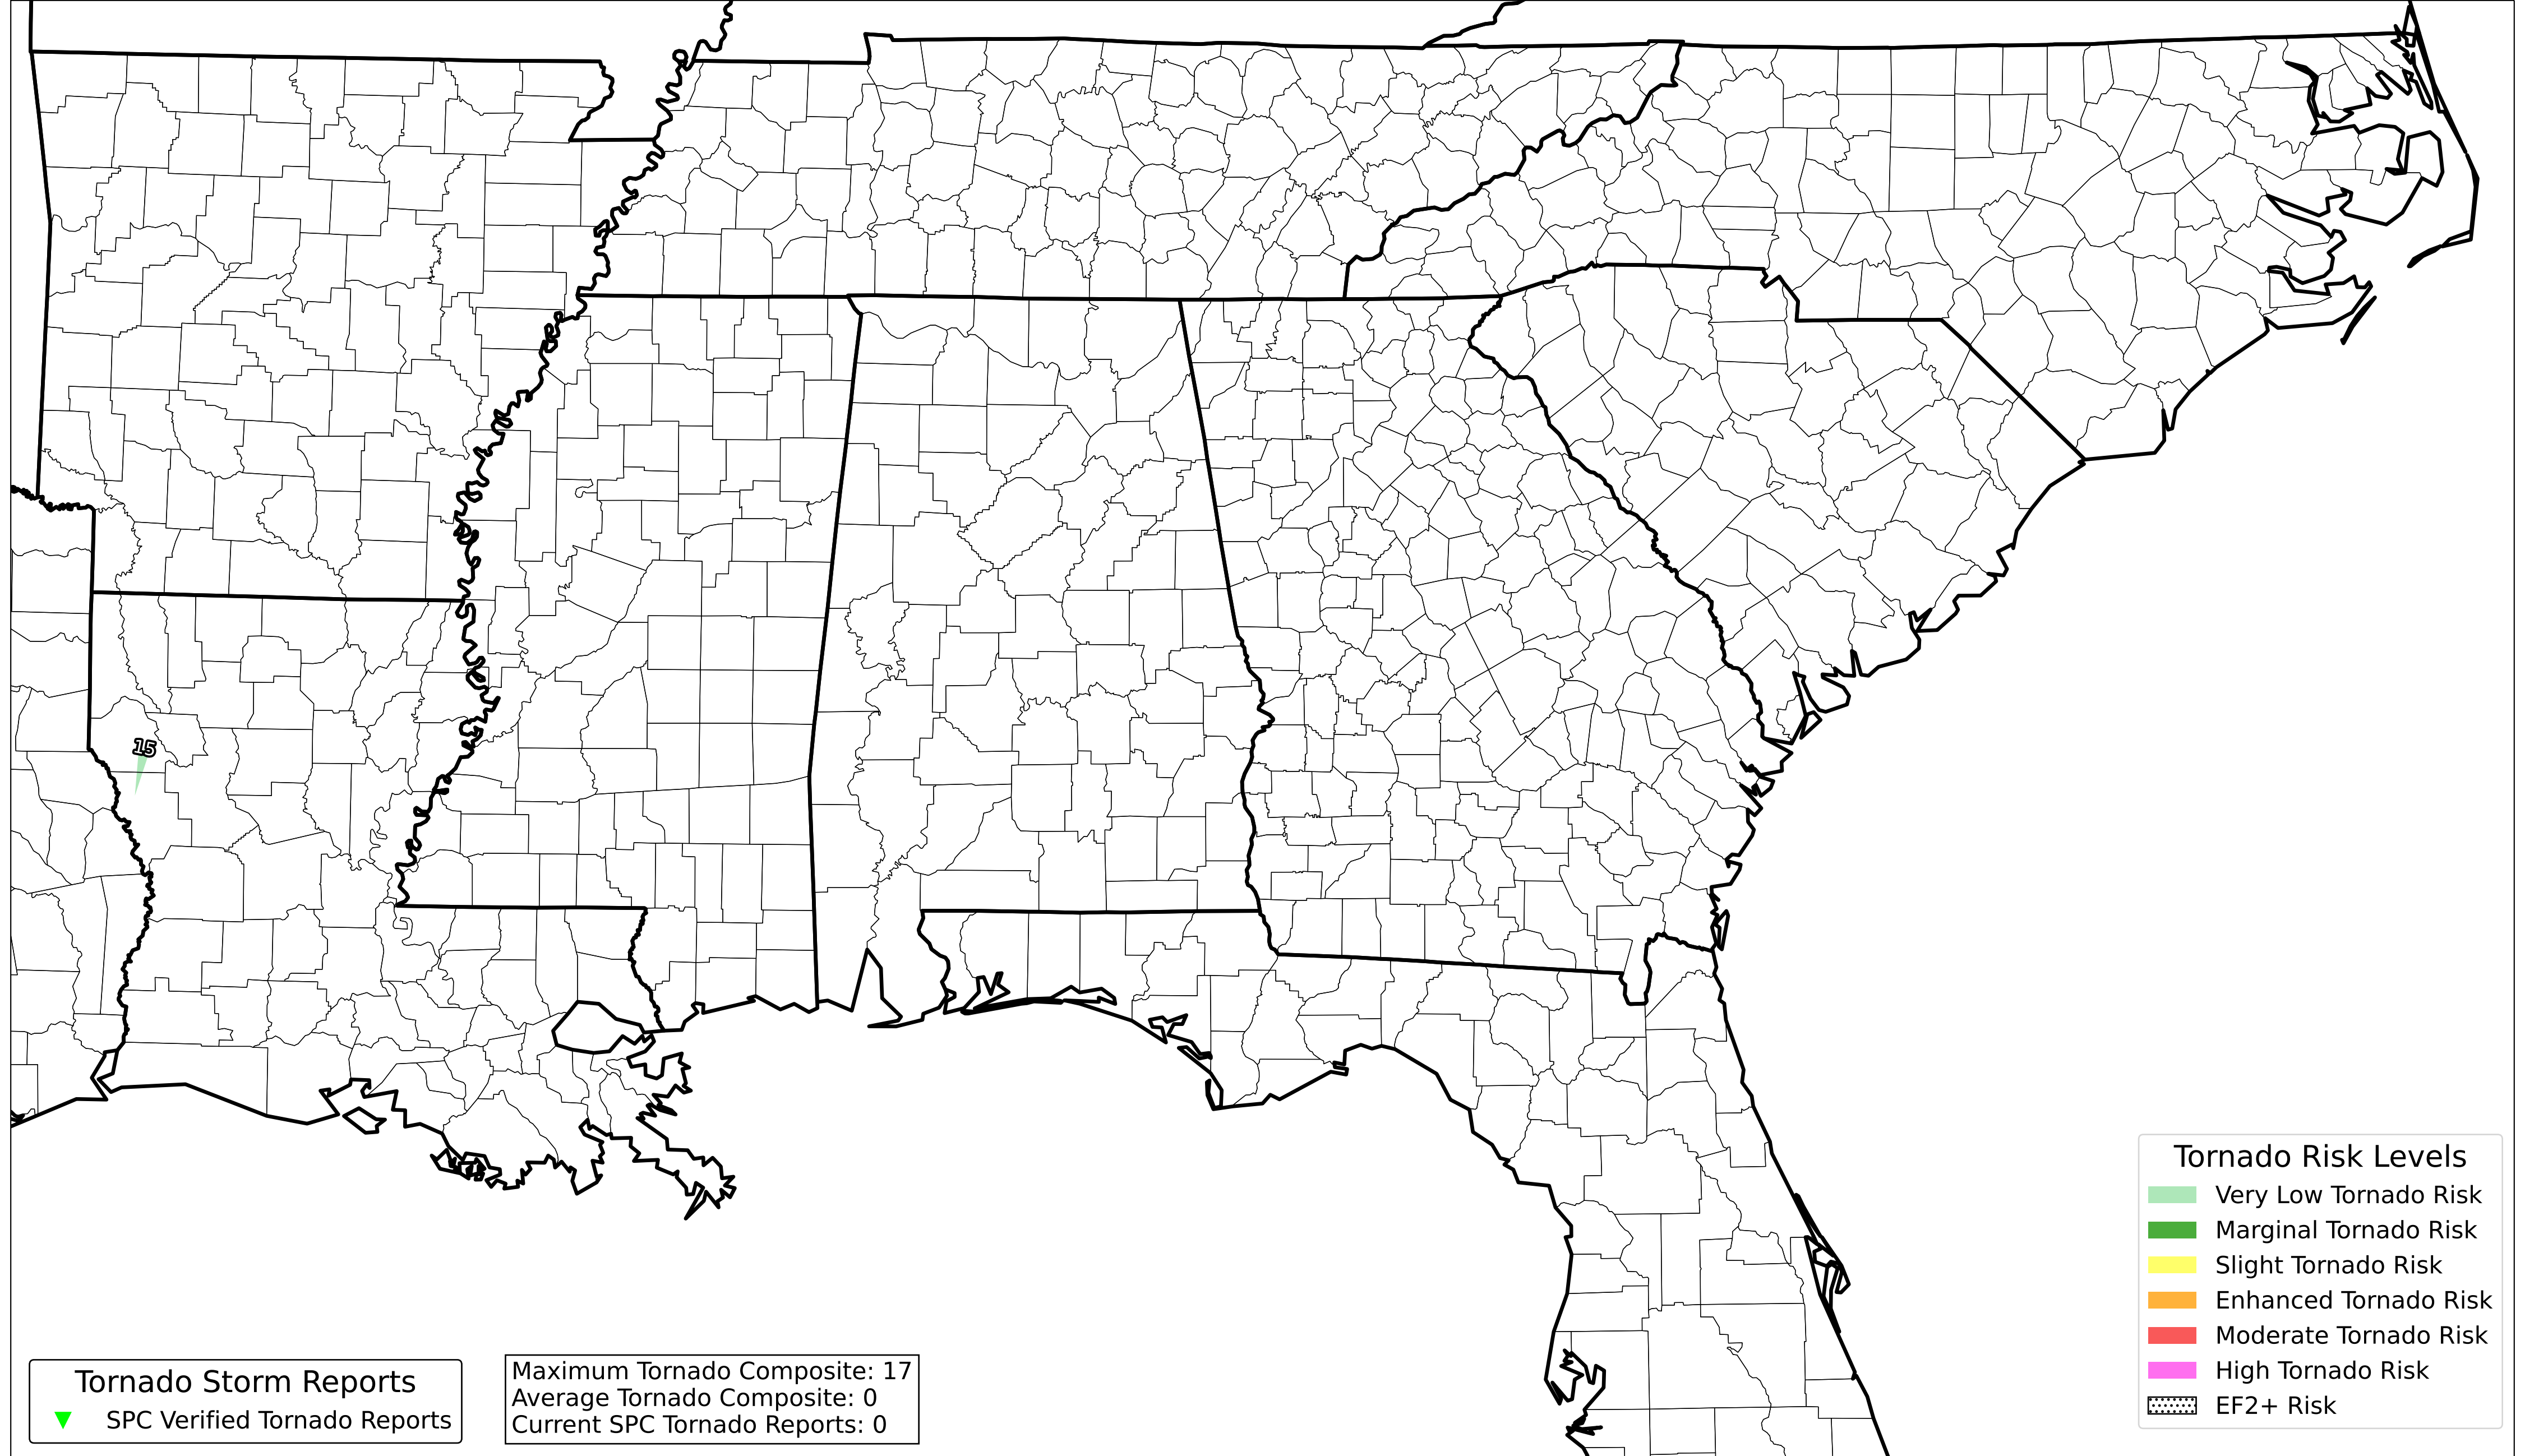 15
Tornado Storm Reports
SPC Verified Tornado Reports
Maximum Tornado Composite: 17
Average Tornado Composite: 0
Current SPC Tornado Reports: 0
Tornado Risk Levels
Very Low Tornado Risk
Marginal Tornado Risk
Slight Tornado Risk
Enhanced Tornado Risk
Moderate Tornado Risk
High Tornado Risk
EF2+ Risk